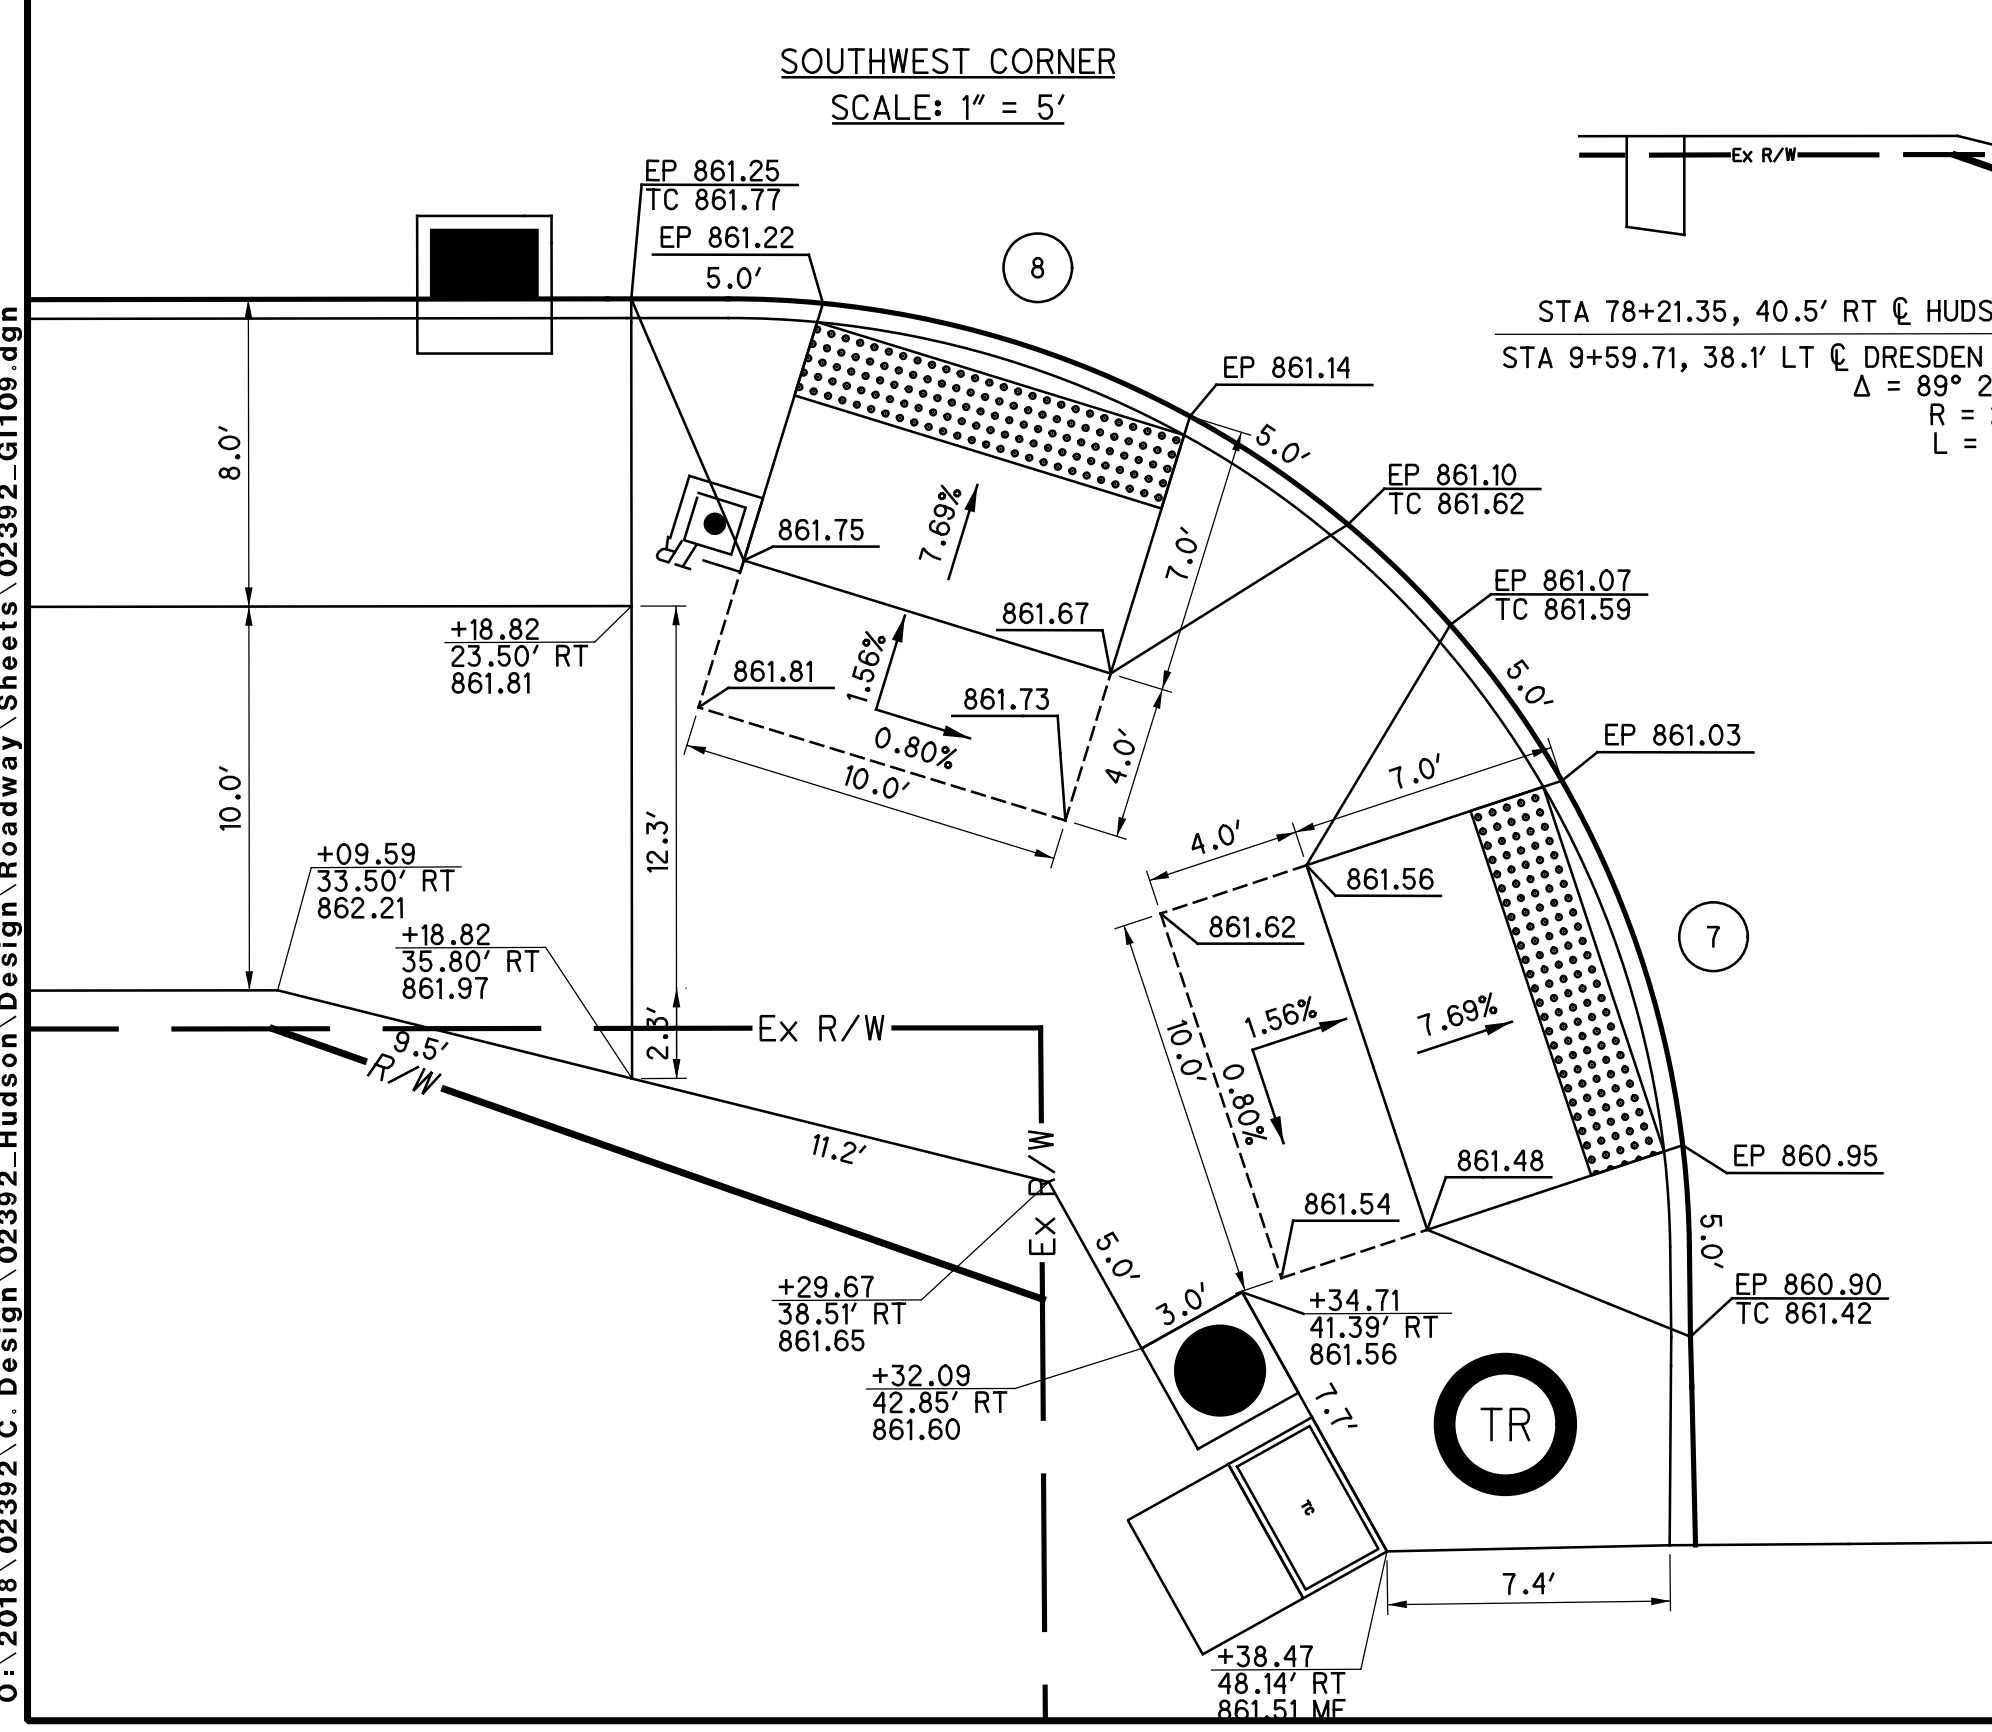 SOUTHWEST CORNER
SCALE: 1" = 5'
EP 861.25
TC 861.77
EP 861.22
5.0'
8
Ex R/W
STA 78+21.35, 40.5' RT ℄ HUDS
STA 9+59.71, 38.1' LT ℄ DRESDEN
Δ = 89° 2
R =
L =
EP 861.14
5.0'
EP 861.10
TC 861.62
8.0'
7.69%
861.75
7.0'
EP 861.07
TC 861.59
861.67
+18.82
23.50' RT
861.81
1.56%
861.81
861.73
5.0'
0.80%
10.0'
4.0'
EP 861.03
7.0'
10.0'
12.3'
4.0'
+09.59
33.50' RT
862.21
861.56
861.62
7
+18.82
35.80' RT
861.97
2.3'
Ex R/W
1.56%
7.69%
10.0'
0.80%
9.5'
R/W
11.2'
Ex R/W
861.48
EP 860.95
861.54
5.0'
5.0'
+29.67
38.51' RT
861.65
3.0'
+34.71
41.39' RT
861.56
EP 860.90
TC 861.42
+32.09
42.85' RT
861.60
7.7'
TR
TC
7.4'
+38.47
48.14' RT
861.51 ME
O:\2018\02392\C. Design\02392_Hudson\Design\Roadway\Sheets\02392_GI109.dgn